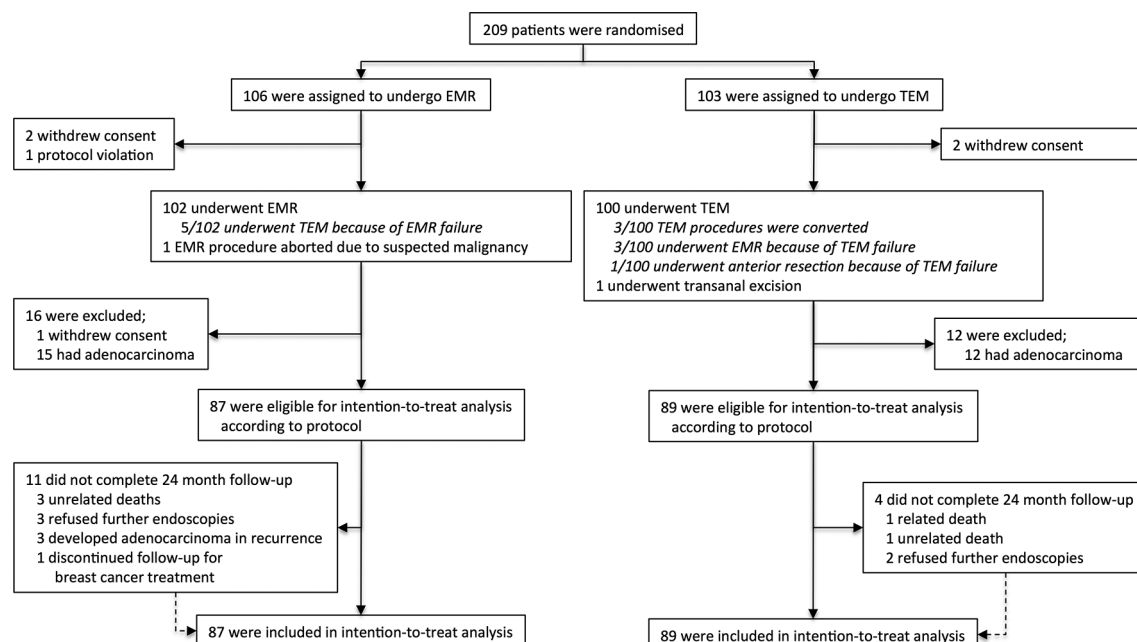 209 patients were randomised
106 were assigned to undergo EMR
103 were assigned to undergo TEM
2 withdrew consent
1 protocol violation
2 withdrew consent
102 underwent EMR
5/102 underwent TEM because of EMR failure
1 EMR procedure aborted due to suspected malignancy
100 underwent TEM
3/100 TEM procedures were converted
3/100 underwent EMR because of TEM failure
1/100 underwent anterior resection because of TEM failure
1 underwent transanal excision
16 were excluded;
1 withdrew consent
15 had adenocarcinoma
12 were excluded;
12 had adenocarcinoma
87 were eligible for intention-to-treat analysis
according to protocol
89 were eligible for intention-to-treat analysis
according to protocol
11 did not complete 24 month follow-up
3 unrelated deaths
3 refused further endoscopies
3 developed adenocarcinoma in recurrence
1 discontinued follow-up for
breast cancer treatment
4 did not complete 24 month follow-up
1 related death
1 unrelated death
2 refused further endoscopies
87 were included in intention-to-treat analysis
89 were included in intention-to-treat analysis